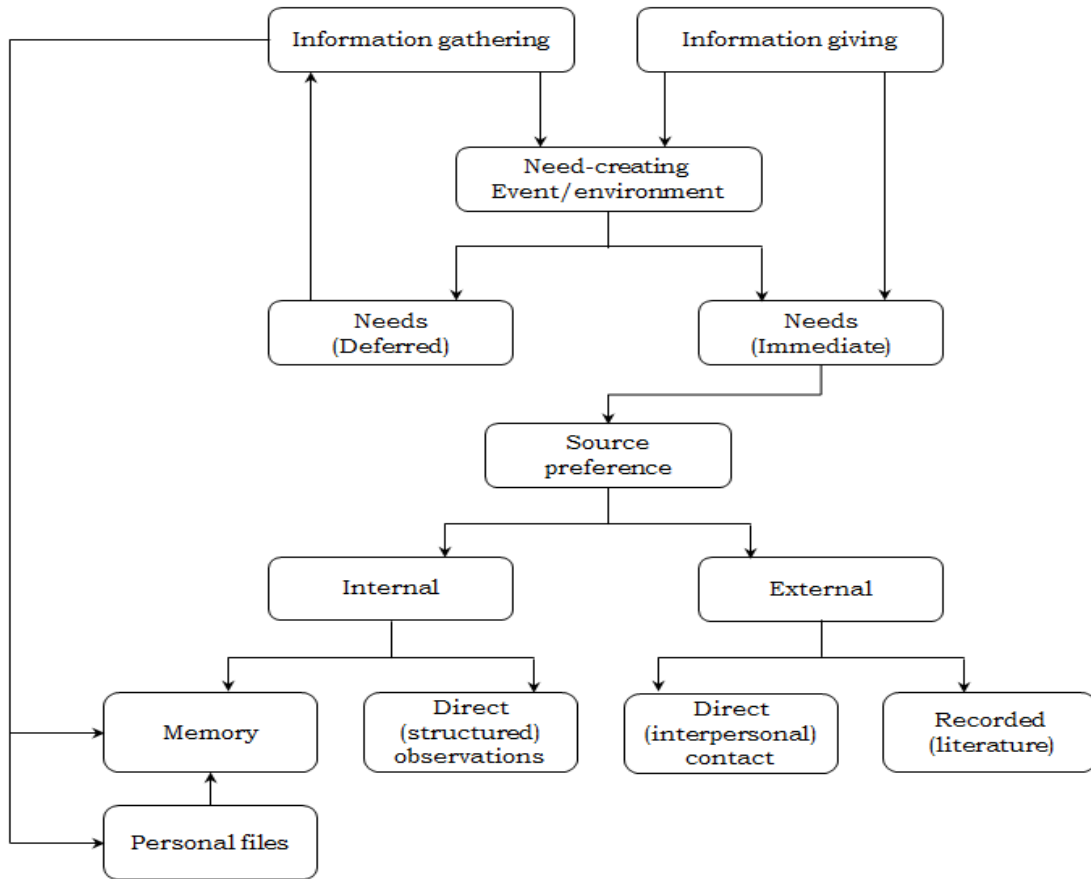 Information gathering
Information giving
Need-creating
Event/environment
Needs
(Deferred)
Needs
(Immediate)
Source
preference
Internal
External
Memory
Direct
(structured)
observations
Direct
(interpersonal)
contact
Recorded
(literature)
Personal files